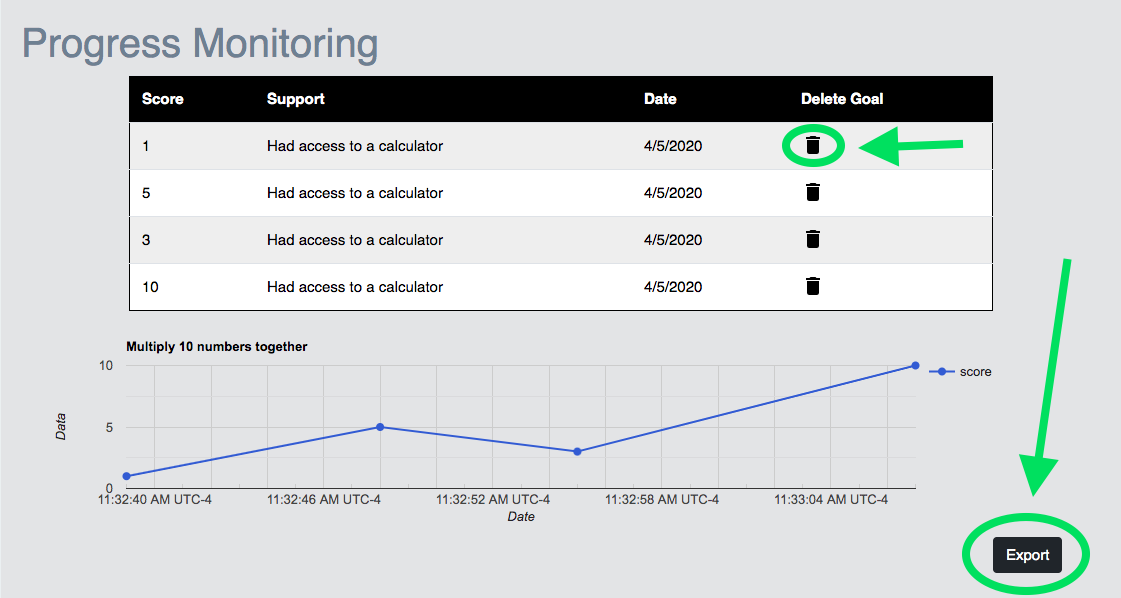 Progress Monitoring
Score Support Date Delete Goal
1 Had access to a calculator 4/5/2020
5 Had access to a calculator 4/5/2020
3 Had access to a calculator 4/5/2020
10 Had access to a calculator 4/5/2020
Multiply 10 numbers together
10
score
Data
5
0
11:32:40 AM UTC-4 11:32:46 AM UTC-4 11:32:52 AM UTC-4 11:32:58 AM UTC-4 11:33:04 AM UTC-4
Date
Export